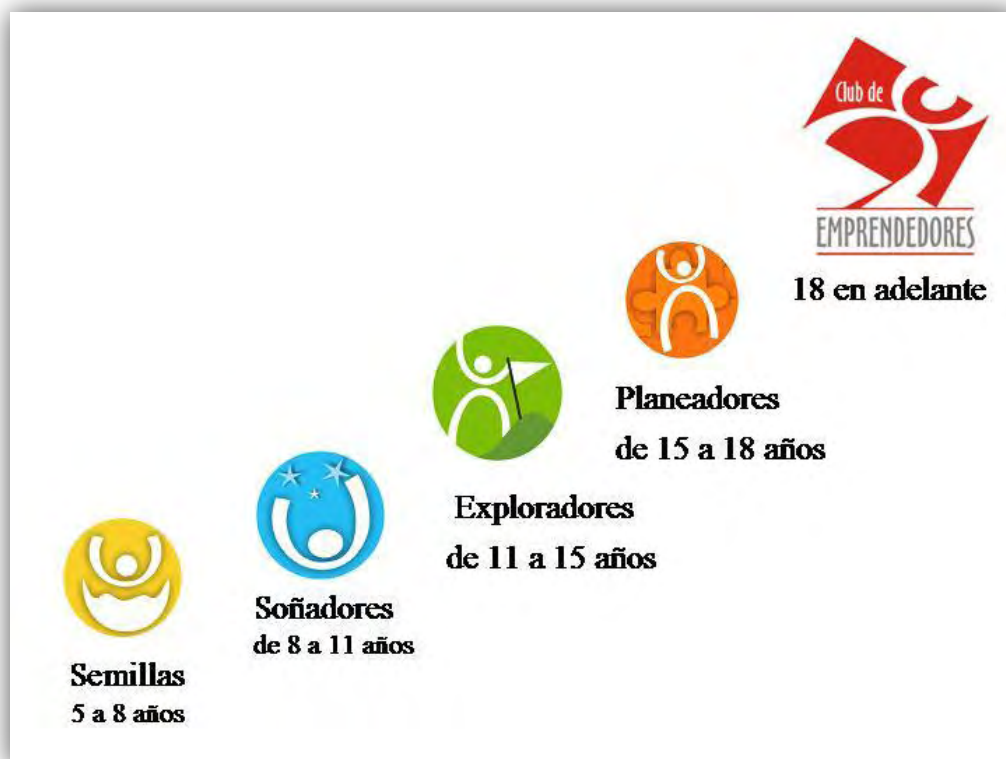 Club de
EMPRENDEDORES
18 en adelante
Planeadores
de 15 a 18 años
Exploradores
de 11 a 15 años
Soñadores
de 8 a 11 años
Semillas
5 a 8 años